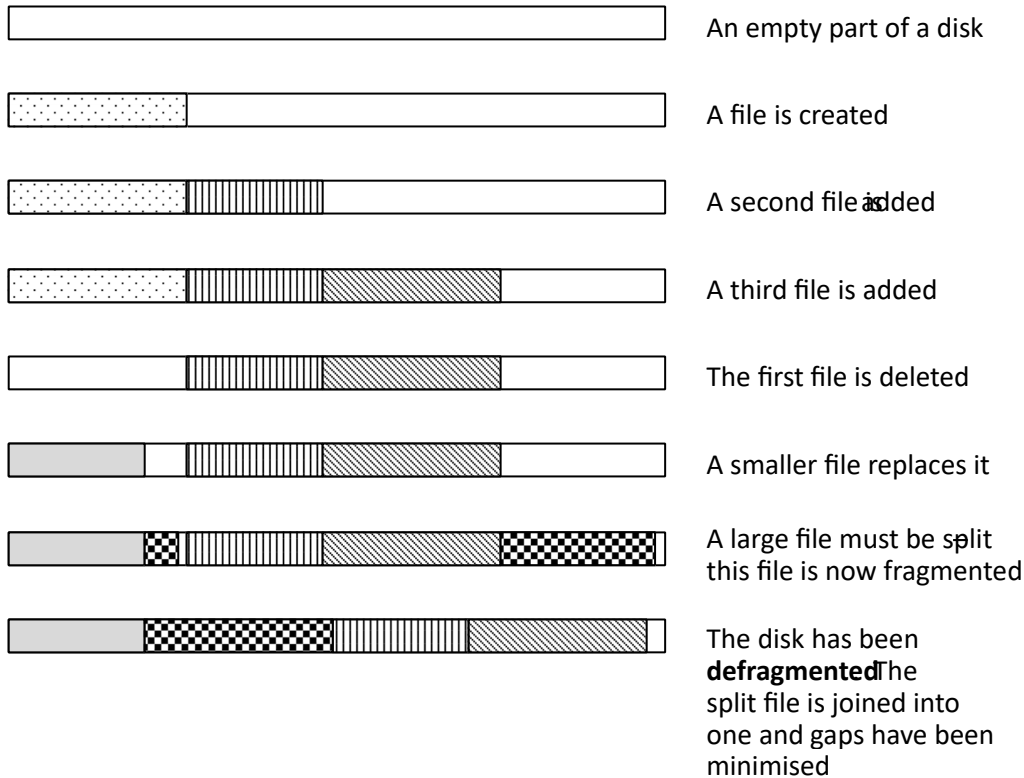 An empty part of a disk
A file is created
A second file is added
A third file is added
The first file is deleted
A smaller file replaces it
A large file must be split –
this file is now fragmented
The disk has been
defragmented. The
split file is joined into
one and gaps have been
minimised